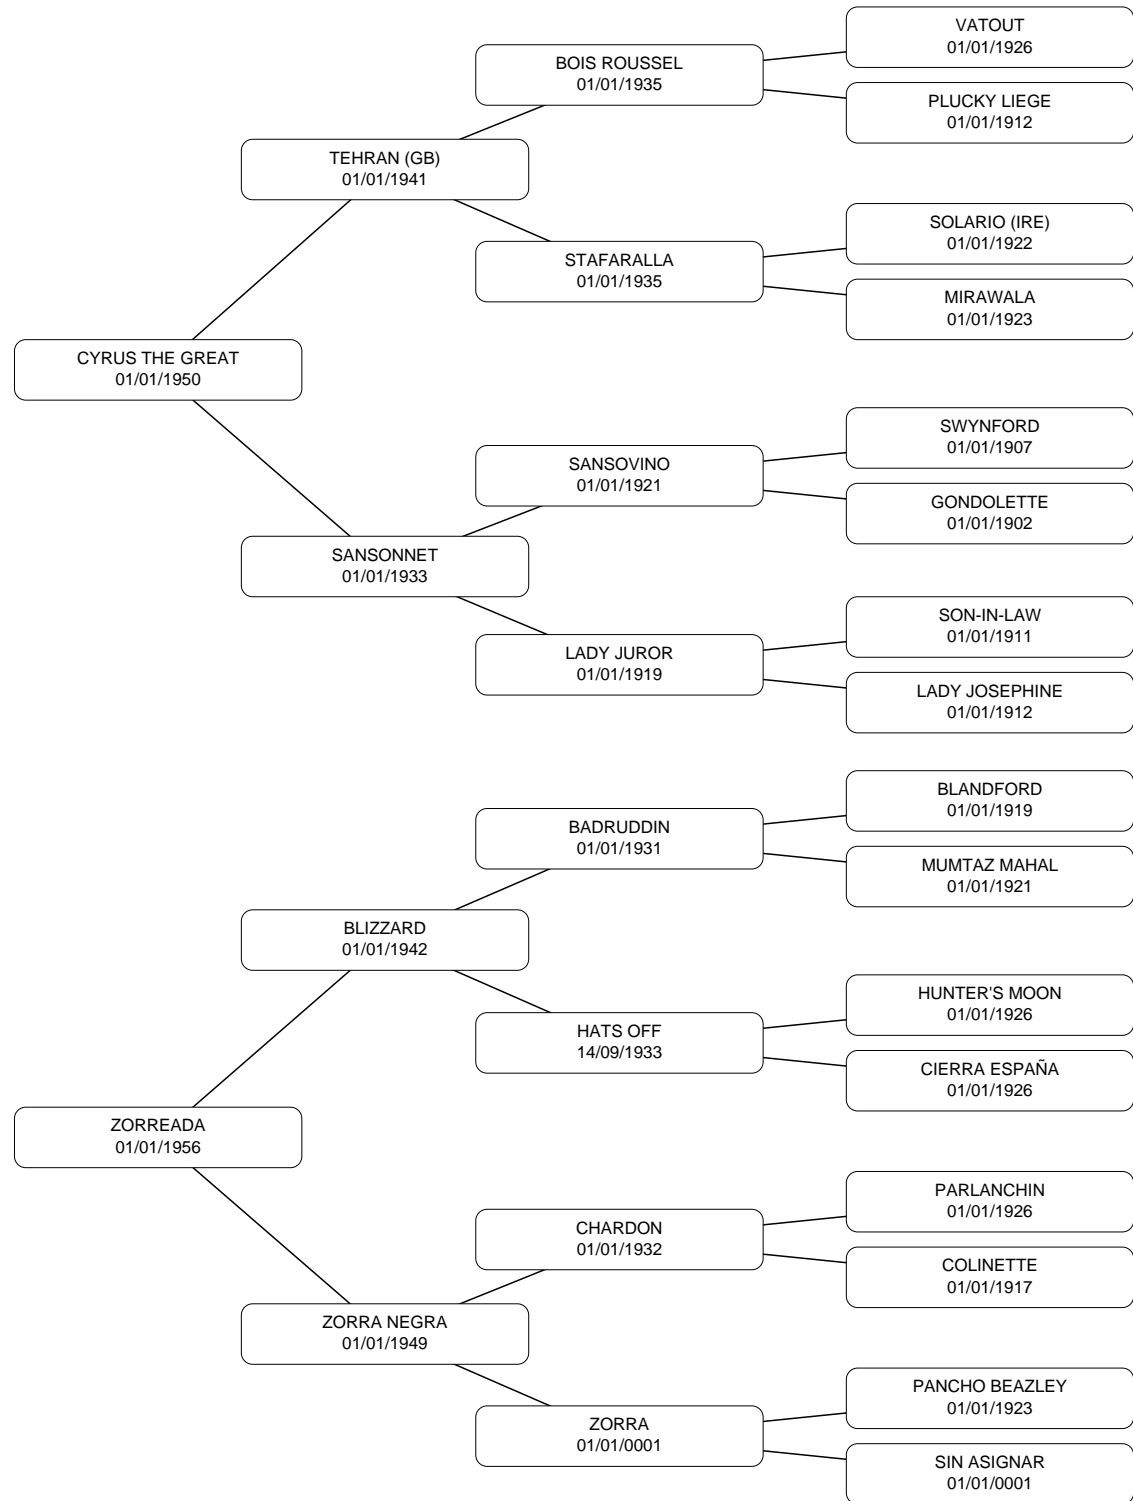 VATOUT
01/01/1926
BOIS ROUSSEL
01/01/1935
PLUCKY LIEGE
01/01/1912
TEHRAN (GB)
01/01/1941
SOLARIO (IRE)
01/01/1922
STAFARALLA
01/01/1935
MIRAWALA
01/01/1923
CYRUS THE GREAT
01/01/1950
SWYNFORD
01/01/1907
SANSOVINO
01/01/1921
GONDOLETTE
01/01/1902
SANSONNET
01/01/1933
SON-IN-LAW
01/01/1911
LADY JUROR
01/01/1919
LADY JOSEPHINE
01/01/1912
BLANDFORD
01/01/1919
BADRUDDIN
01/01/1931
MUMTAZ MAHAL
01/01/1921
BLIZZARD
01/01/1942
HUNTER'S MOON
01/01/1926
HATS OFF
14/09/1933
CIERRA ESPAÑA
01/01/1926
ZORREADA
01/01/1956
PARLANCHIN
01/01/1926
CHARDON
01/01/1932
COLINETTE
01/01/1917
ZORRA NEGRA
01/01/1949
PANCHO BEAZLEY
01/01/1923
ZORRA
01/01/0001
SIN ASIGNAR
01/01/0001